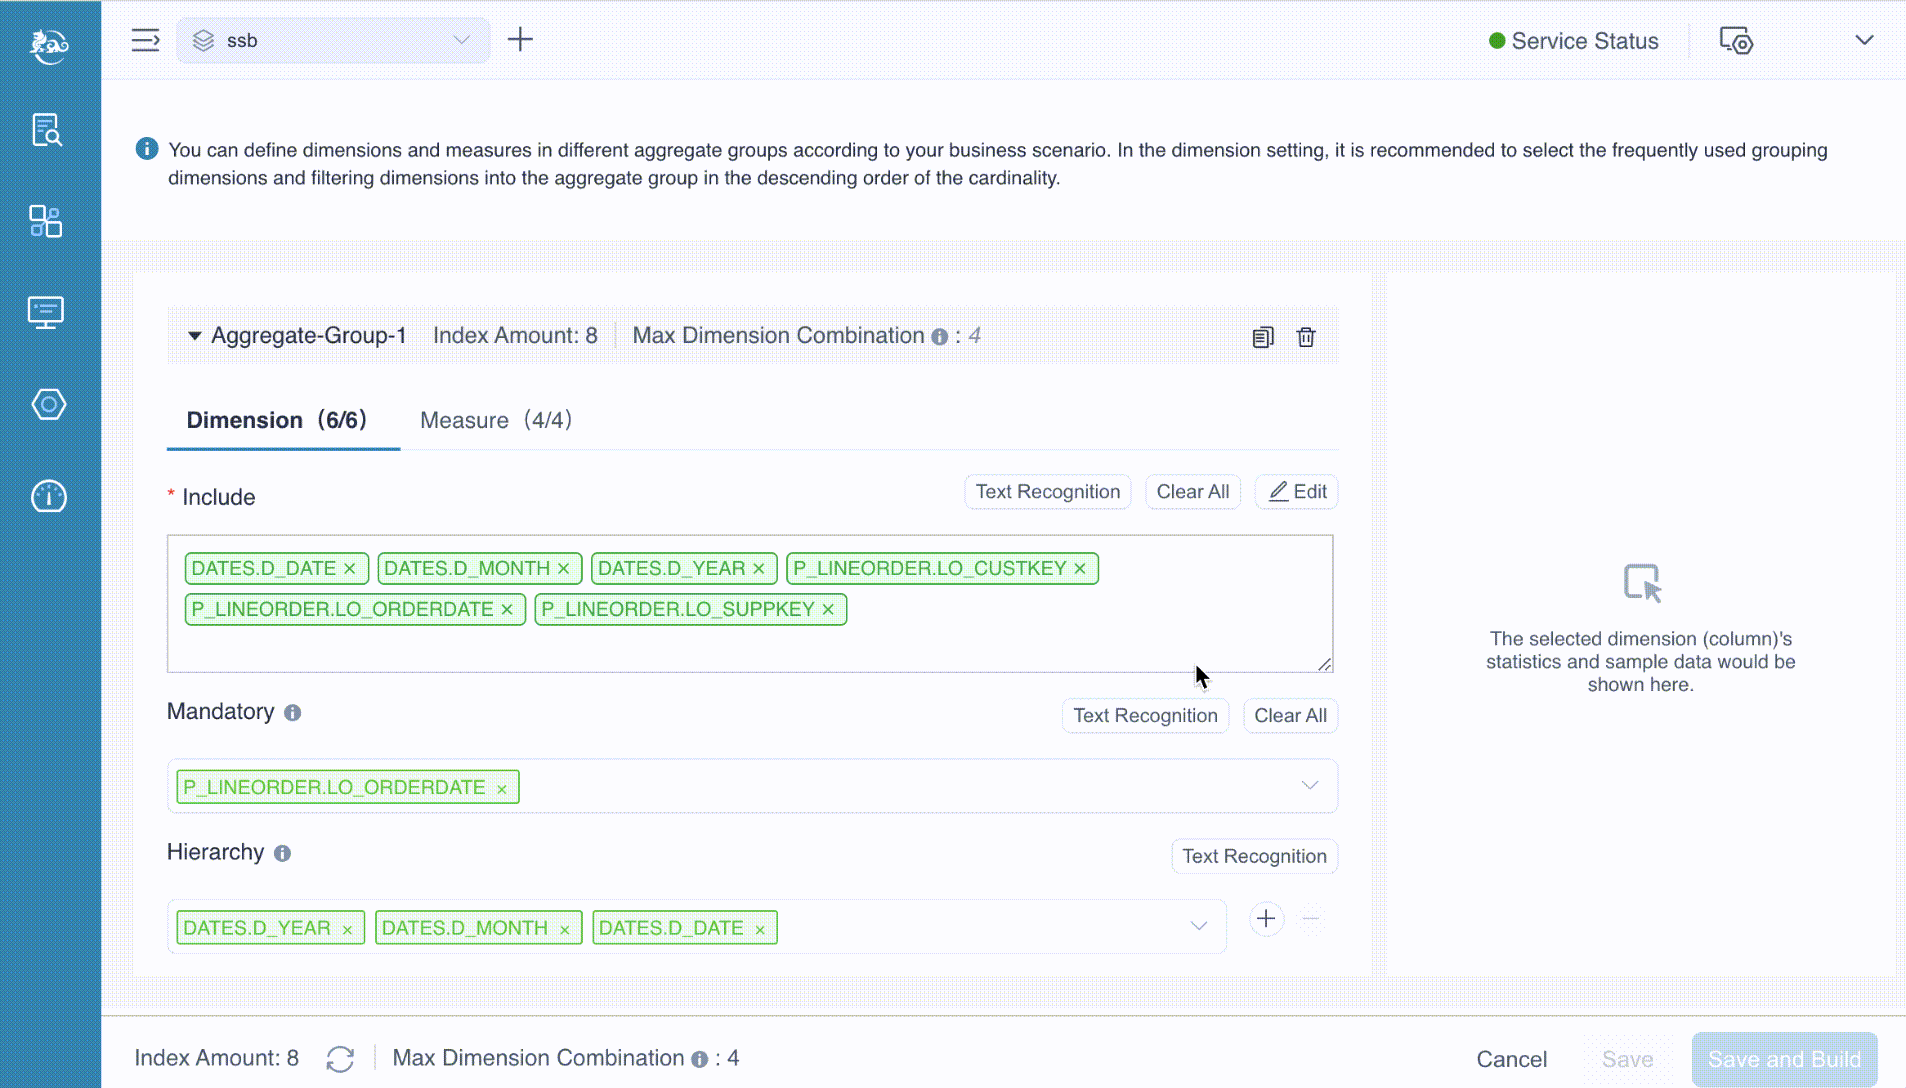 ssb
Service Status
You can define dimensions and measures in different aggregate groups according to your business scenario. In the dimension setting, it is recommended to select the frequently used grouping
dimensions and filtering dimensions into the aggregate group in the descending order of the cardinality.
Aggregate-Group-1 Index Amount: 8 Max Dimension Combination : 4
Dimension (6/6) Measure (4/4)
* Include Text Recognition Clear All Edit
DATES.D_DATE × DATES.D_MONTH × DATES.D_YEAR × P_LINEORDER.LO_CUSTKEY ×
P_LINEORDER.LO_ORDERDATE × P_LINEORDER.LO_SUPPKEY ×
The selected dimension (column)'s
statistics and sample data would be
shown here.
Mandatory Text Recognition Clear All
P_LINEORDER.LO_ORDERDATE ×
Hierarchy Text Recognition
DATES.D_YEAR × DATES.D_MONTH × DATES.D_DATE ×
Index Amount: 8 Max Dimension Combination : 4 Cancel Save Save and Build